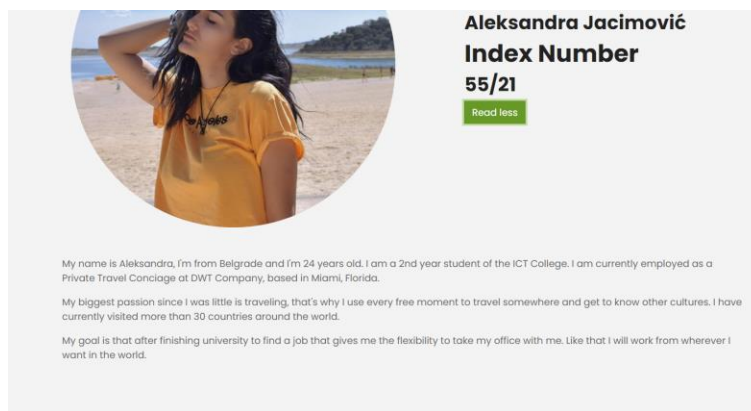 Aleksandra Jacimović
Index Number
55/21
Read less
My name is Aleksandra, I'm from Belgrade and I'm 24 years old. I am a 2nd year student of the ICT College. I am currently employed as a
Private Travel Conciage at DWT Company, based in Miami, Florida.
My biggest passion since I was little is traveling, that's why I use every free moment to travel somewhere and get to know other cultures. I have
currently visited more than 30 countries around the world.
My goal is that after finishing university to find a job that gives me the flexibility to take my office with me. Like that I will work from wherever I
want in the world.